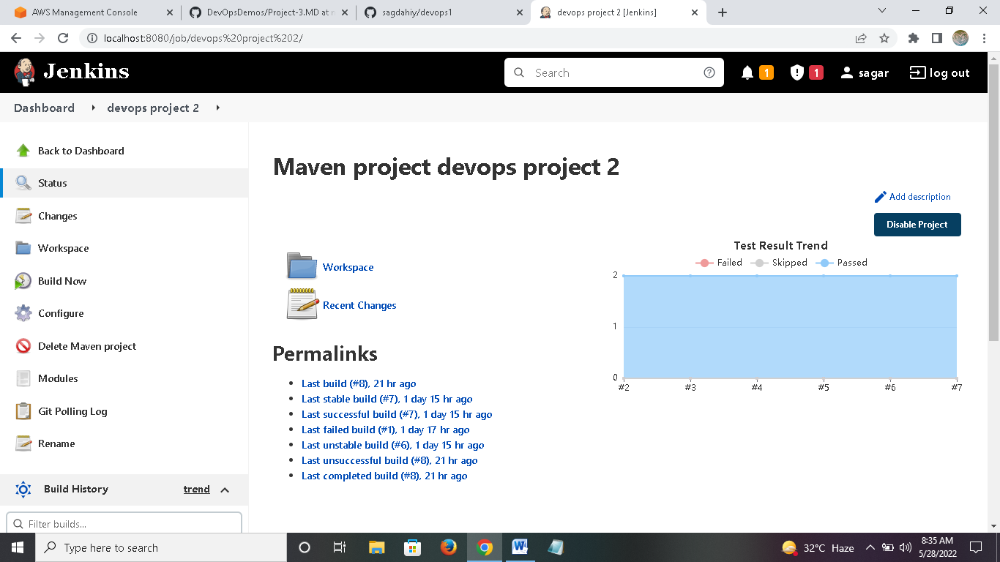 AWS Management Console
DevOpsDemos/Project-3.MD at m
sagdahiy/devops1
devops project 2 [Jenkins]
localhost:8080/job/devops%20project%202/
Jenkins
Search
1
1
sagar
log out
Dashboard
devops project 2
Back to Dashboard
Status
Changes
Workspace
Build Now
Configure
Delete Maven project
Modules
Git Polling Log
Rename
Build History
trend
Filter builds...
Maven project devops project 2
Add description
Disable Project
Workspace
Recent Changes
Test Result Trend
Failed Skipped Passed
2
1
0
#2 #3 #4 #5 #6 #7
Permalinks
Last build (#8), 21 hr ago
Last stable build (#7), 1 day 15 hr ago
Last successful build (#7), 1 day 15 hr ago
Last failed build (#1), 1 day 17 hr ago
Last unstable build (#6), 1 day 15 hr ago
Last unsuccessful build (#8), 21 hr ago
Last completed build (#8), 21 hr ago
Type here to search
32°C Haze
8:35 AM
5/28/2022